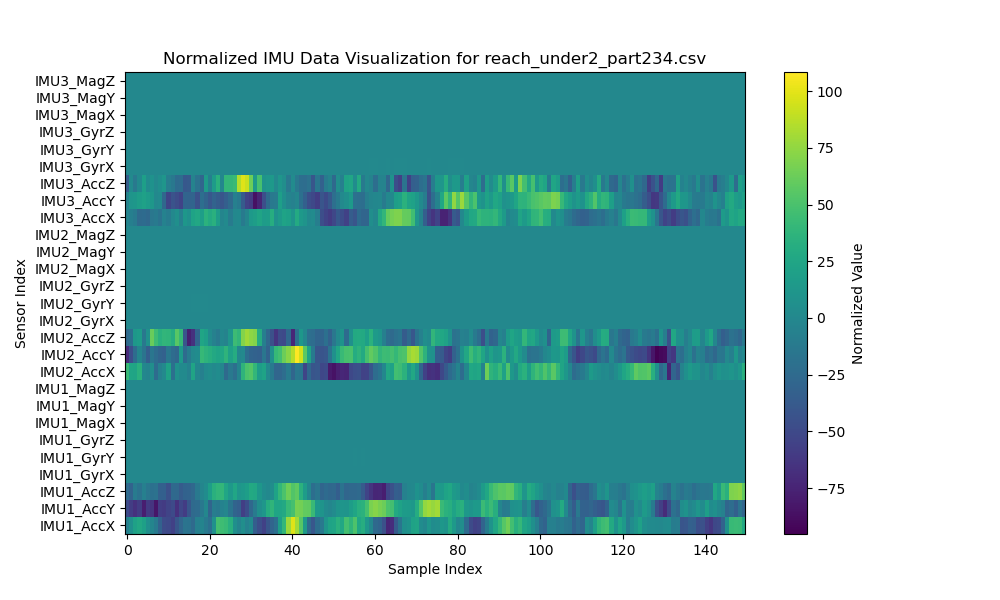 Normalized IMU Data Visualization for reach_under2_part234.csv
IMU3_MagZ
IMU3_MagY
IMU3_MagX
IMU3_GyrZ
IMU3_GyrY
IMU3_GyrX
IMU3_AccZ
IMU3_AccY
IMU3_AccX
IMU2_MagZ
IMU2_MagY
IMU2_MagX
IMU2_GyrZ
IMU2_GyrY
IMU2_GyrX
IMU2_AccZ
IMU2_AccY
IMU2_AccX
IMU1_MagZ
IMU1_MagY
IMU1_MagX
IMU1_GyrZ
IMU1_GyrY
IMU1_GyrX
IMU1_AccZ
IMU1_AccY
IMU1_AccX
Sensor Index
0 20 40 60 80 100 120 140
Sample Index
100
75
50
25
0
−25
−50
−75
Normalized Value